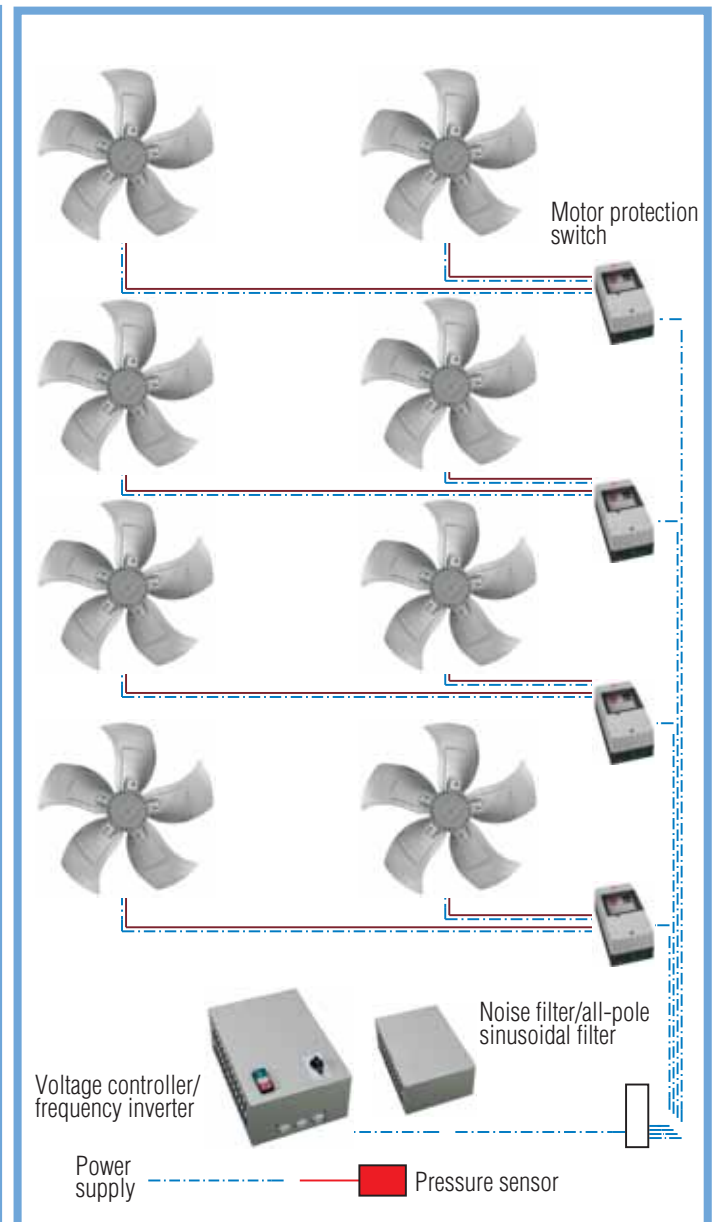 Motor protection
switch
Noise filter/all-pole
sinusoidal filter
Voltage controller/
frequency inverter
Power
supply
Pressure sensor